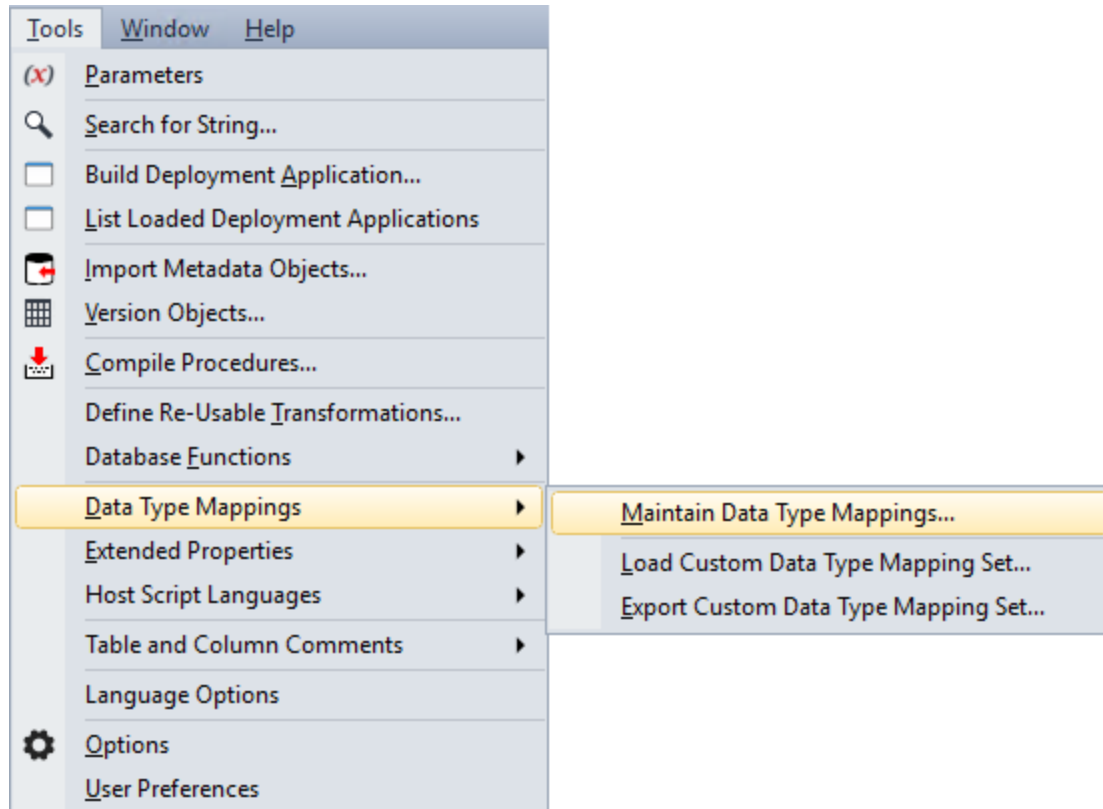 Tools Window Help
(x) Parameters
Search for String...
Build Deployment Application...
List Loaded Deployment Applications
Import Metadata Objects...
Version Objects...
Compile Procedures...
Define Re-Usable Transformations...
Database Functions
Data Type Mappings
Maintain Data Type Mappings...
Extended Properties
Load Custom Data Type Mapping Set...
Host Script Languages
Export Custom Data Type Mapping Set...
Table and Column Comments
Language Options
Options
User Preferences